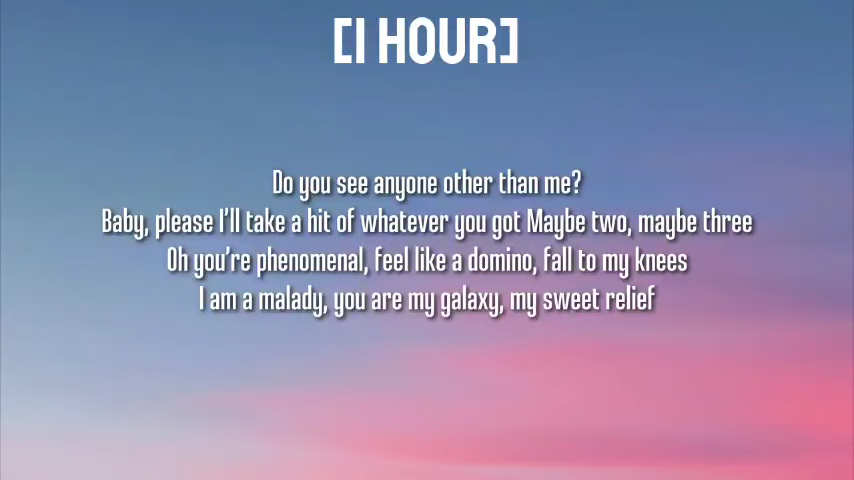 [1 HOUR]
Do you see anyone other than me?
Baby, please I'll take a hit of whatever you got Maybe two, maybe three
Oh you're phenomenal, feel like a domino, fall to my knees
I am a malady, you are my galaxy, my sweet relief